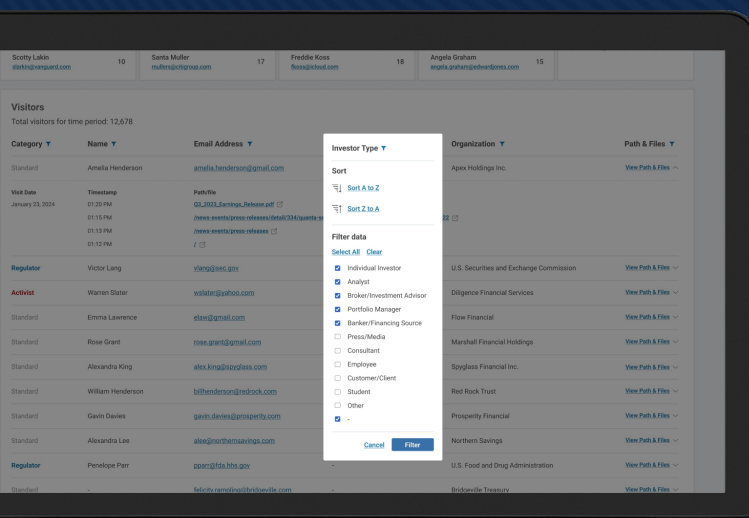 Scotty Lakin 10 Santa Muller 17 Freddie Koss 18 Angela Graham 15
slarkin@vanguard.com mullers@citigroup.com fkoss@icloud.com angela.graham@edwardjones.com
Visitors
Total visitors for time period: 12,678
Category Name Email Address Investor Type Organization Path & Files
Standard Amelia Henderson amelia.henderson@gmail.com Apex Holdings Inc. View Path & Files
Visit Date Timestamp Path/file
January 23, 2024 01:20 PM Q3_2023_Earnings_Release.pdf
01:15 PM /news-events/press-releases/detail/334/quanta-se 22
01:13 PM /news-events/press-releases
01:12 PM /
Sort
Sort A to Z
Sort Z to A
Filter data
Select All Clear
Individual Investor
Analyst
Broker/Investment Advisor
Portfolio Manager
Banker/Financing Source
Press/Media
Consultant
Employee
Customer/Client
Student
Other
-
Cancel Filter
Regulator Victor Lang vlang@sec.gov U.S. Securities and Exchange Commission View Path & Files
Activist Warren Slater wslater@yahoo.com Diligence Financial Services View Path & Files
Standard Emma Lawrence elaw@gmail.com Flow Financial View Path & Files
Standard Rose Grant rose.grant@gmail.com Marshall Financial Holdings View Path & Files
Standard Alexandra King alex.king@spyglass.com Spyglass Financial Inc. View Path & Files
Standard William Henderson billhenderson@redrock.com Red Rock Trust View Path & Files
Standard Gavin Davies gavin.davies@prosperity.com Prosperity Financial View Path & Files
Standard Alexandra Lee alee@northernsavings.com Northern Savings View Path & Files
Regulator Penelope Parr pparr@fda.hhs.gov - U.S. Food and Drug Administration View Path & Files
Standard - felicity.rampling@bridgeville.com - Bridgeville Treasury View Path & Files